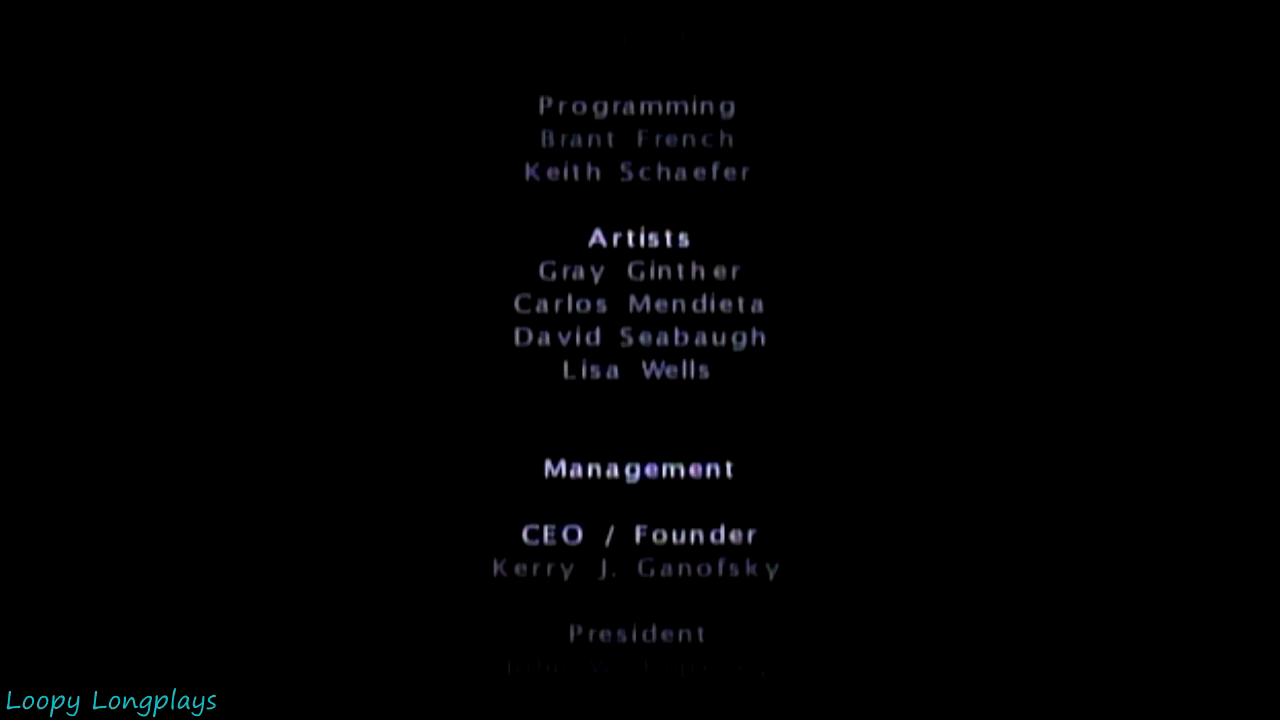 Programming
Brant French
Keith Schaefer
Artists
Gray Ginther
Carlos Mendieta
David Seabaugh
Lisa Wells
Management
CEO / Founder
Kerry J. Ganofsky
President
Loopy Longplays